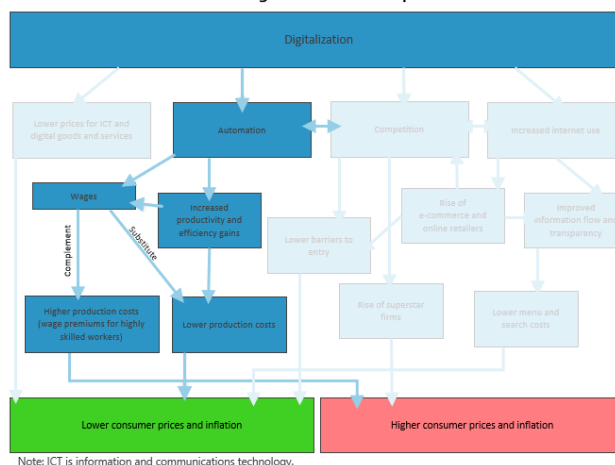 Digitalization
Lower prices for ICT and
digital goods and services
Automation
Competition
Increased internet use
Wages
Increased
productivity and
efficiency gains
Rise of
e-commerce and
online retailers
Improved
information flow and
transparency
Lower barriers to
entry
Complement
Substitute
Higher production costs
(wage premiums for highly
skilled workers)
Lower production costs
Rise of superstar
firms
Lower menu and
search costs
Lower consumer prices and inflation
Higher consumer prices and inflation
Note: ICT is information and communications technology.